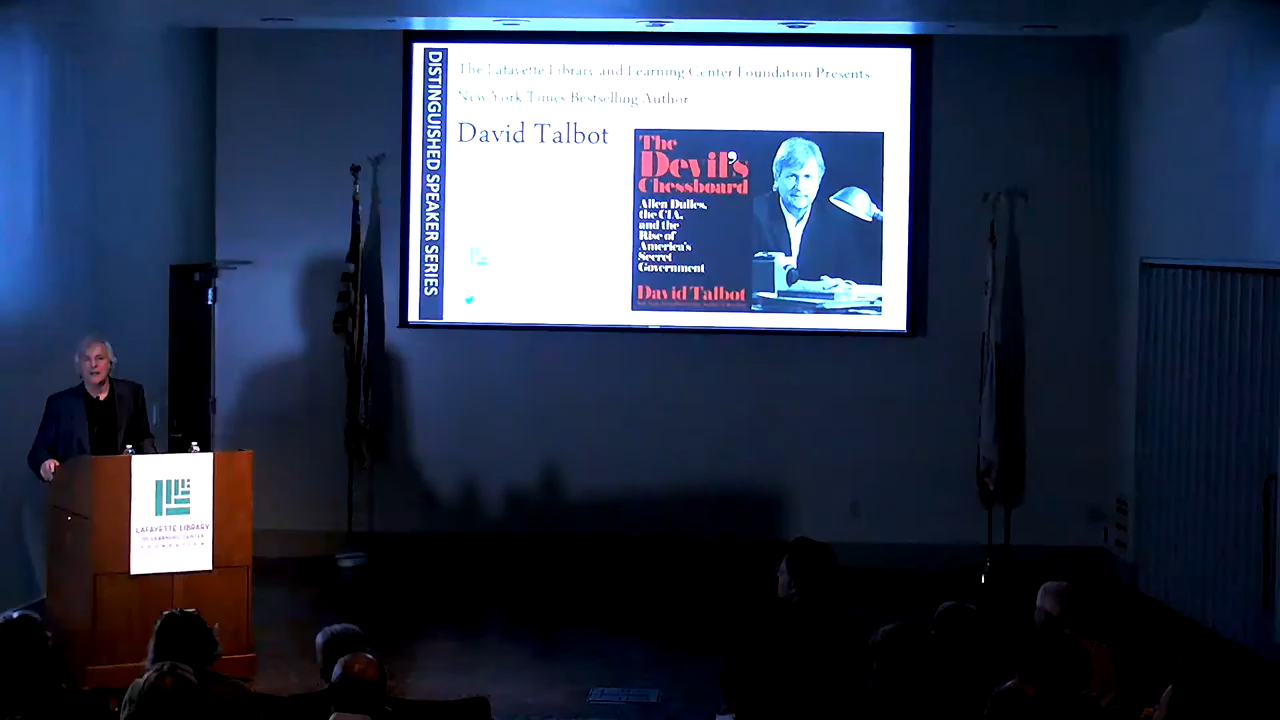 DISTINGUISHED SPEAKER SERIES
The Lafayette Library and Learning Center Foundation Presents
New York Times Bestselling Author
David Talbot
The
Devil's
Chessboard
Allen Dulles,
the CIA,
and the
Rise of
America's
Secret
Government
David Talbot
LAFAYETTE LIBRARY
AND LEARNING CENTER
FOUNDATION